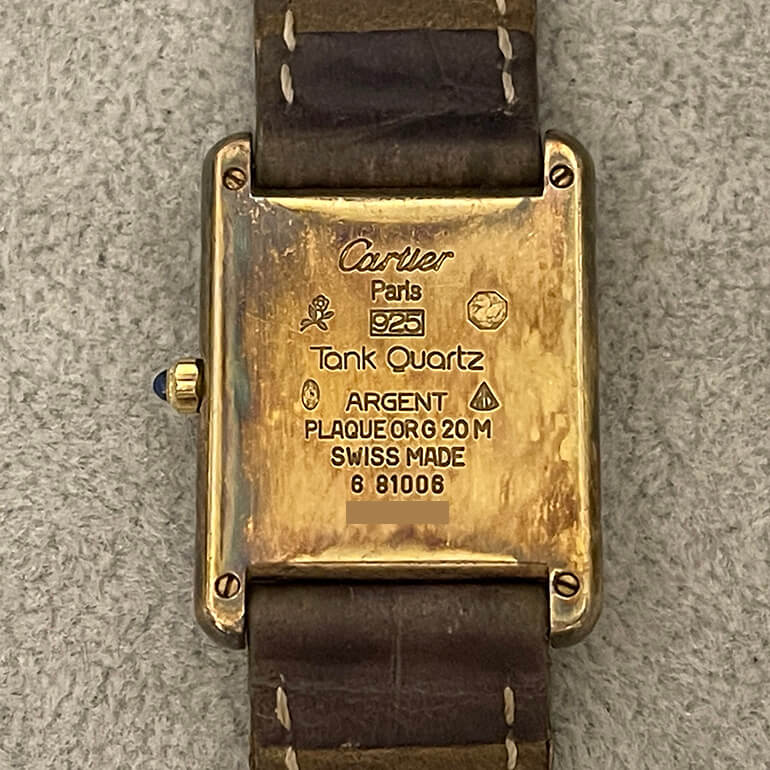 Cartier
Paris
925
Tank Quartz
ARGENT
PLAQUE OR G 20 M
SWISS MADE
6 81006